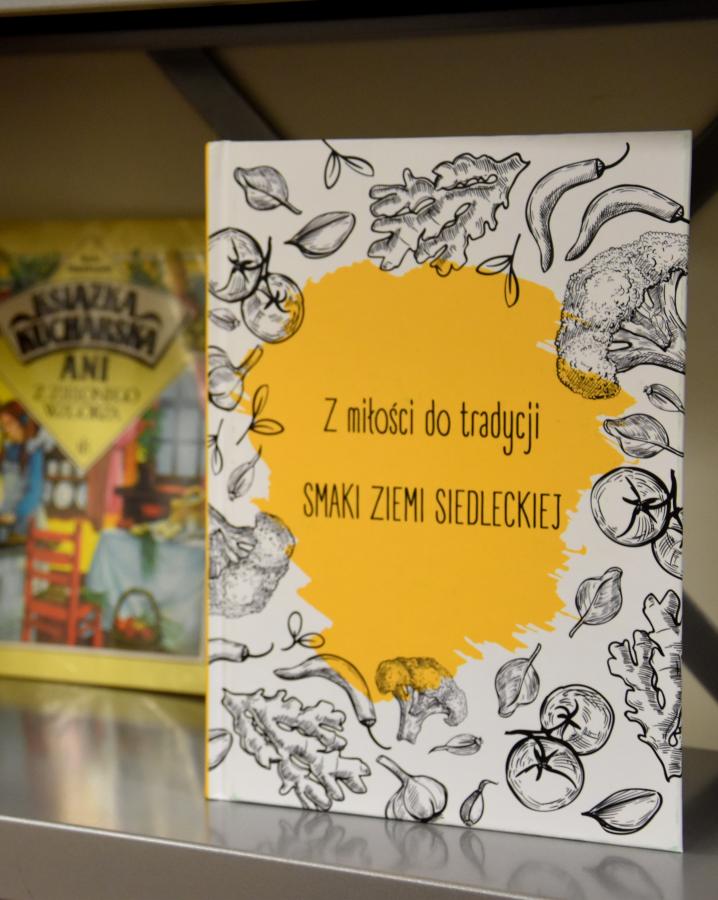 Z miłości do tradycji
SMAKI ZIEMI SIEDLECKIEJ
KSIĄŻKA
KUCHARSKA
ANI
Z ZIELONEGO
WZGÓRZA